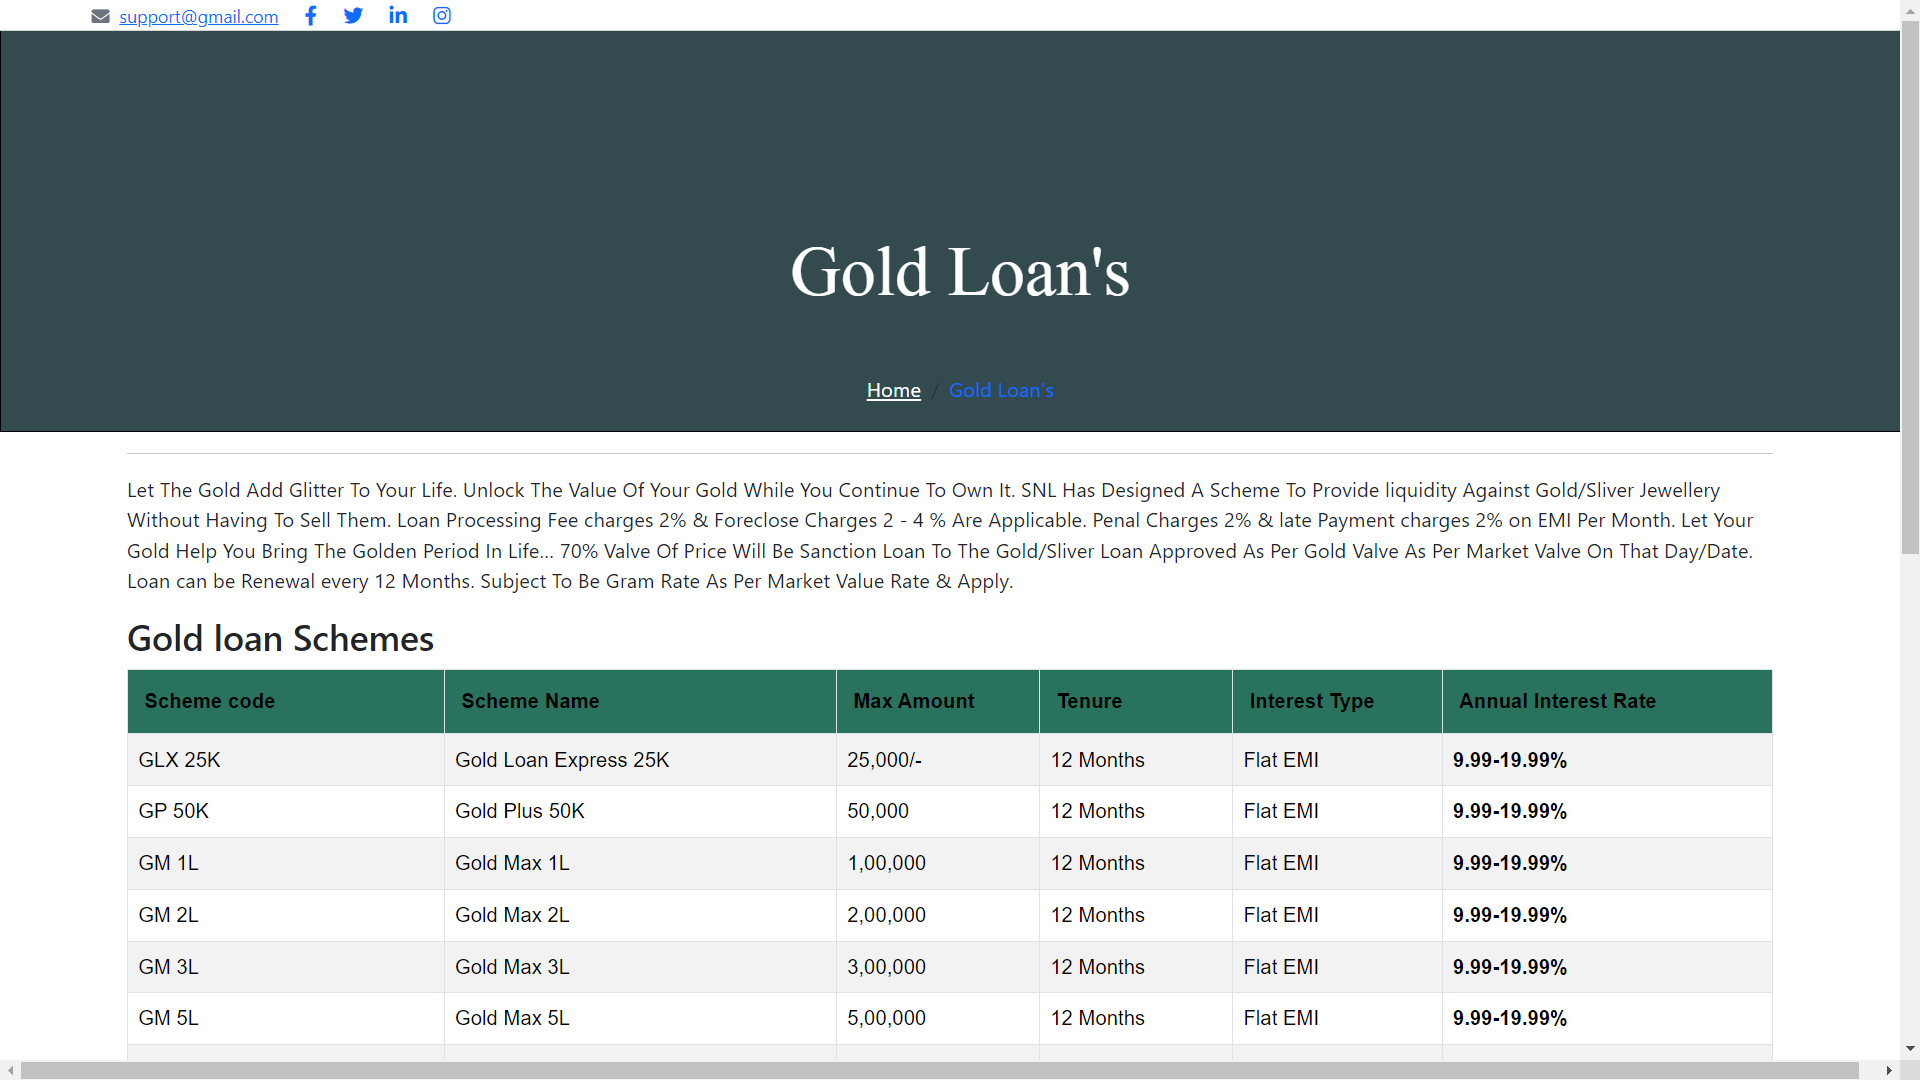 support@gmail.com
Gold Loan's
Home / Gold Loan's
Let The Gold Add Glitter To Your Life. Unlock The Value Of Your Gold While You Continue To Own It. SNL Has Designed A Scheme To Provide liquidity Against Gold/Sliver Jewellery
Without Having To Sell Them. Loan Processing Fee charges 2% & Foreclose Charges 2 - 4 % Are Applicable. Penal Charges 2% & late Payment charges 2% on EMI Per Month. Let Your
Gold Help You Bring The Golden Period In Life... 70% Valve Of Price Will Be Sanction Loan To The Gold/Sliver Loan Approved As Per Gold Valve As Per Market Valve On That Day/Date.
Loan can be Renewal every 12 Months. Subject To Be Gram Rate As Per Market Value Rate & Apply.
Gold loan Schemes
Scheme code Scheme Name Max Amount Tenure Interest Type Annual Interest Rate
GLX 25K Gold Loan Express 25K 25,000/- 12 Months Flat EMI 9.99-19.99%
GP 50K Gold Plus 50K 50,000 12 Months Flat EMI 9.99-19.99%
GM 1L Gold Max 1L 1,00,000 12 Months Flat EMI 9.99-19.99%
GM 2L Gold Max 2L 2,00,000 12 Months Flat EMI 9.99-19.99%
GM 3L Gold Max 3L 3,00,000 12 Months Flat EMI 9.99-19.99%
GM 5L Gold Max 5L 5,00,000 12 Months Flat EMI 9.99-19.99%